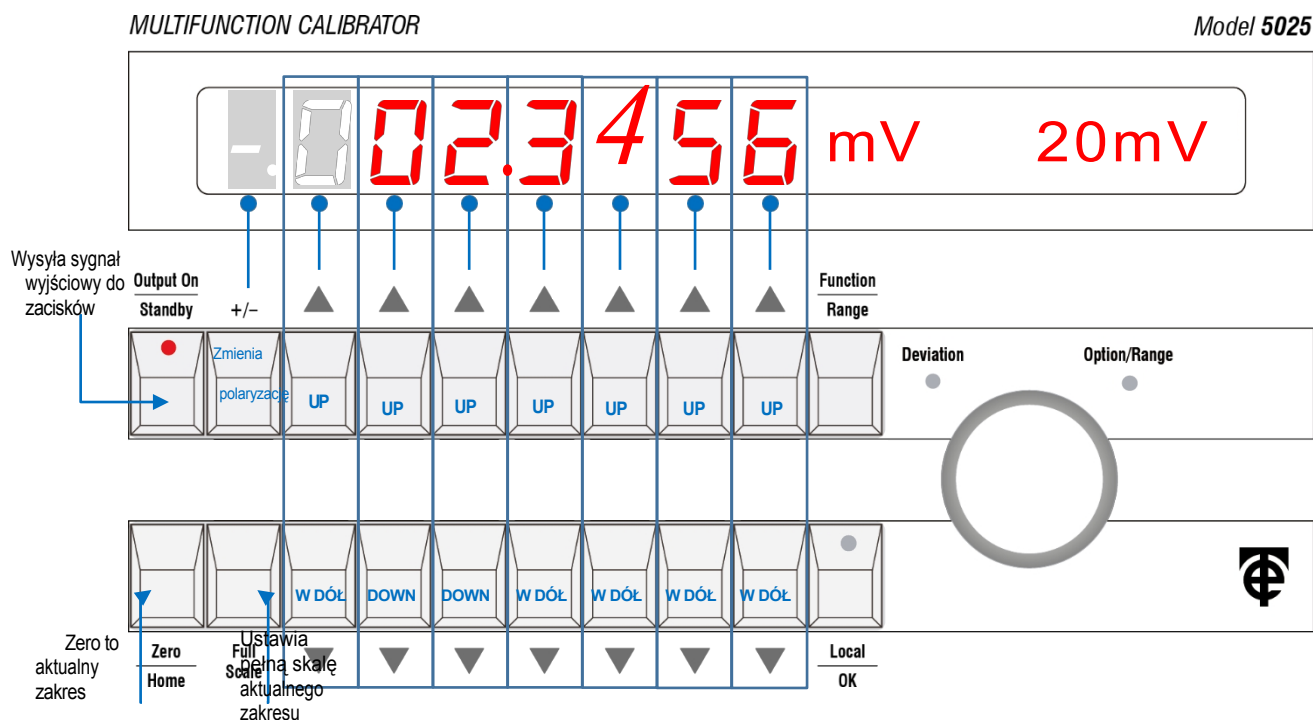 MULTIFUNCTION CALIBRATOR Model 5025
-.0 02.3456 mV 20mV
Wysyła sygnał
wyjściowy do
zacisków
Output On
Standby
+/–
Function
Range
Zmienia
polaryzację
UP UP UP UP UP UP UP
Deviation Option/Range
W DÓŁ DOWN DOWN W DÓŁ W DÓŁ W DÓŁ W DÓŁ
Zero to
aktualny
zakres
Zero
Home
Full
Scale
Ustawia
pełną skalę
aktualnego
zakresu
Local
OK